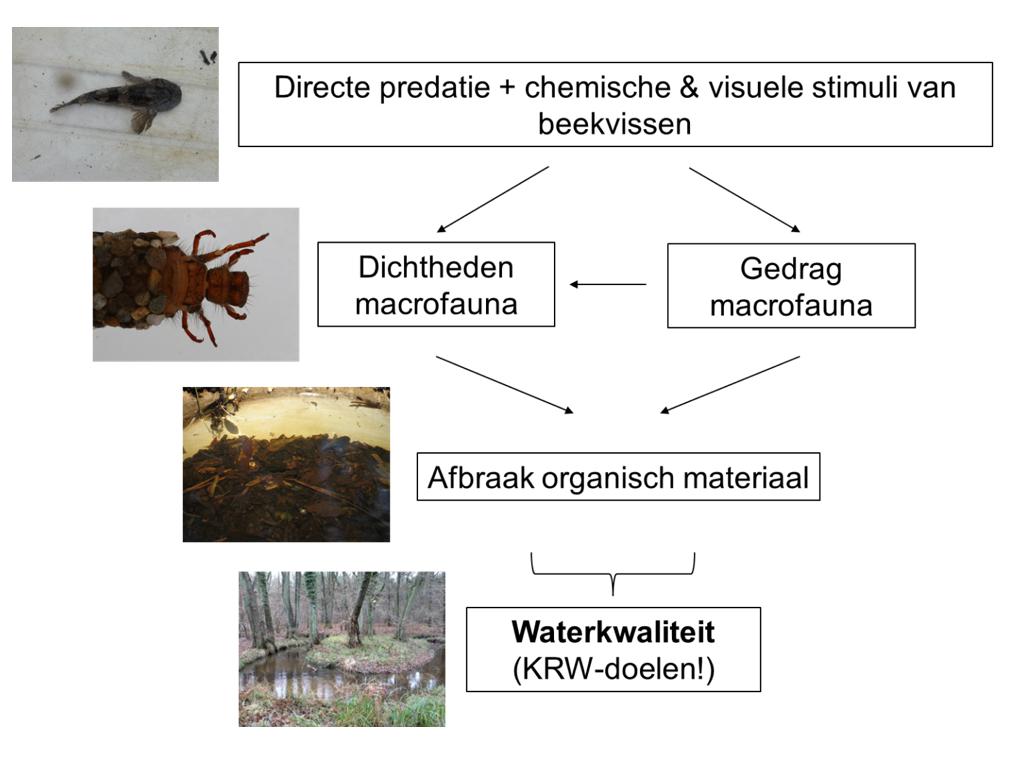 Directe predatie + chemische & visuele stimuli van
beekvissen
Dichtheden
macrofauna
Gedrag
macrofauna
Afbraak organisch materiaal
Waterkwaliteit
(KRW-doelen!)